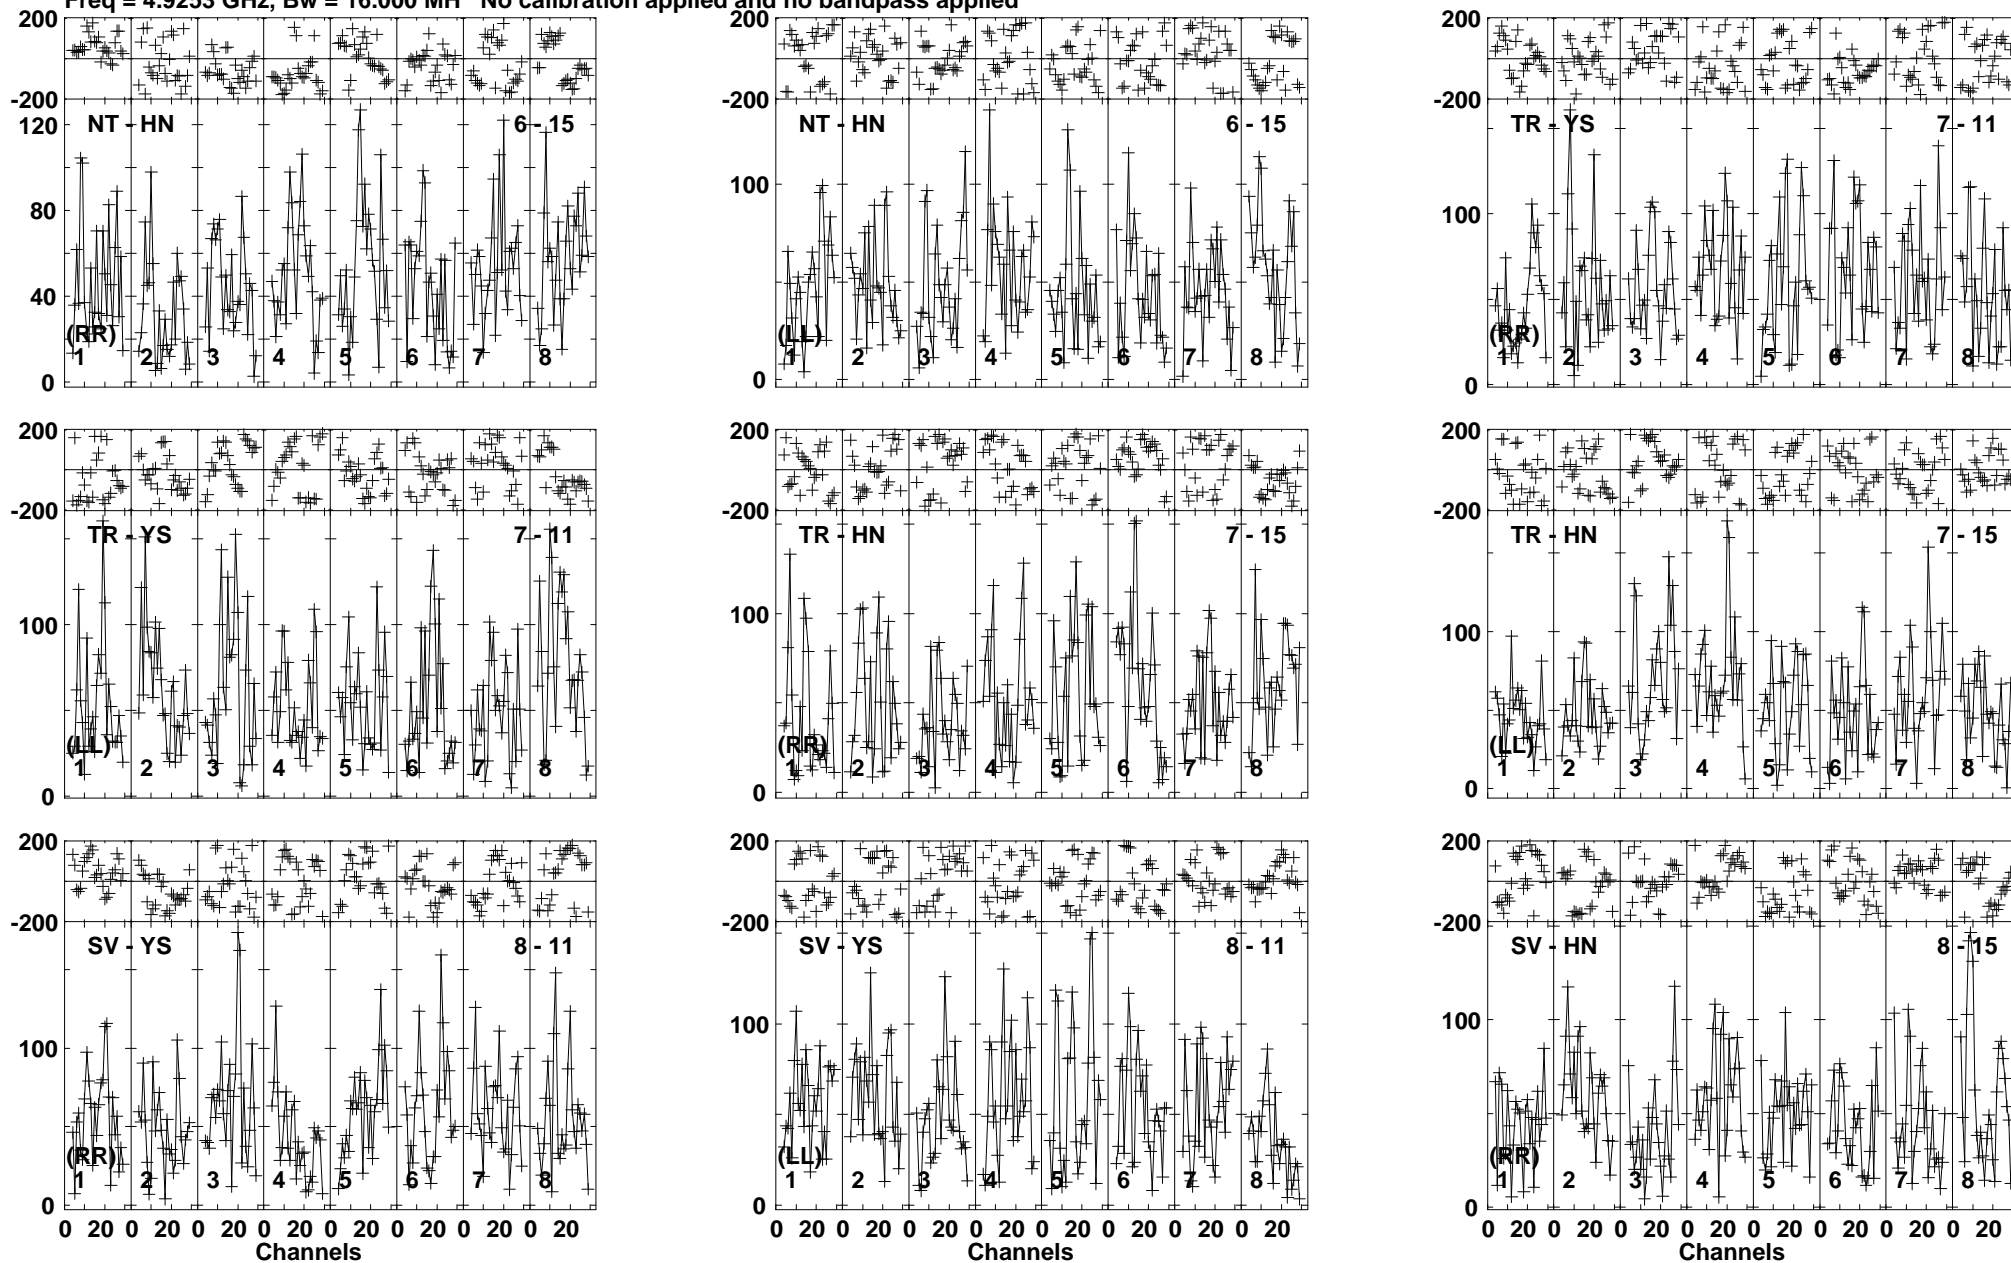 Freq = 4.9253 GHz, Bw = 16.000 MH No calibration applied and no bandpass applied
200
-200
120
80
40
0
NT - HN 6 - 15
(RR)
1 2 3 4 5 6 7 8
200
-200
100
0
NT - HN 6 - 15
(LL)
1 2 3 4 5 6 7 8
200
-200
100
0
TR - YS 7 - 11
(RR)
1 2 3 4 5 6 7 8
200
-200
100
0
TR - YS 7 - 11
(LL)
1 2 3 4 5 6 7 8
200
-200
100
0
TR - HN 7 - 15
(RR)
1 2 3 4 5 6 7 8
200
-200
100
0
TR - HN 7 - 15
(LL)
1 2 3 4 5 6 7 8
200
-200
100
0
SV - YS 8 - 11
(RR)
1 2 3 4 5 6 7 8
0 20 0 20 0 20 0 20 0 20 0 20 0 20 0 20
Channels
200
-200
100
0
SV - YS 8 - 11
(LL)
1 2 3 4 5 6 7 8
0 20 0 20 0 20 0 20 0 20 0 20 0 20 0 20
Channels
200
-200
100
0
SV - HN 8 - 15
(RR)
1 2 3 4 5 6 7 8
0 20 0 20 0 20 0 20 0 20 0 20 0 20 0 20
Channels